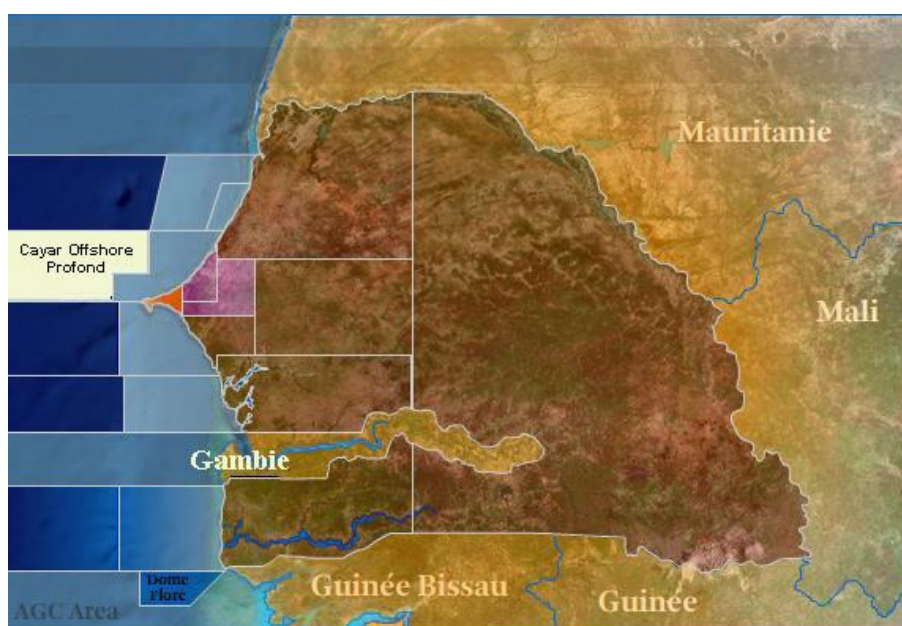 Mauritanie
Cayar Offshore
Profond
Mali
Gambie
Dome
Flore
Guinée Bissau
Guinée
AGC Area